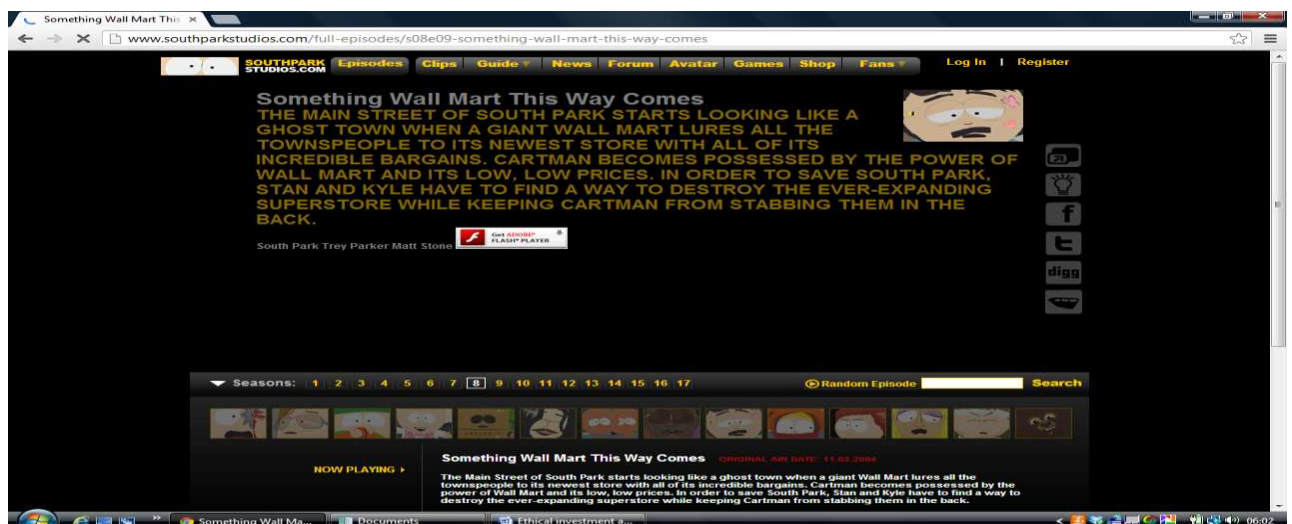 Something Wall Mart This
www.southparkstudios.com/full-episodes/s08e09-something-wall-mart-this-way-comes
SOUTHPARK
STUDIOS.COM
Episodes Clips Guide News Forum Avatar Games Shop Fans Log In | Register
Something Wall Mart This Way Comes
THE MAIN STREET OF SOUTH PARK STARTS LOOKING LIKE A
GHOST TOWN WHEN A GIANT WALL MART LURES ALL THE
TOWNSPEOPLE TO ITS NEWEST STORE WITH ALL OF ITS
INCREDIBLE BARGAINS. CARTMAN BECOMES POSSESSED BY THE POWER OF
WALL MART AND ITS LOW, LOW PRICES. IN ORDER TO SAVE SOUTH PARK,
STAN AND KYLE HAVE TO FIND A WAY TO DESTROY THE EVER-EXPANDING
SUPERSTORE WHILE KEEPING CARTMAN FROM STABBING THEM IN THE
BACK.
South Park Trey Parker Matt Stone
Get ADOBE®
FLASH® PLAYER
f
t
digg
Seasons: 1 2 3 4 5 6 7 8 9 10 11 12 13 14 15 16 17 Random Episode Search
NOW PLAYING
Something Wall Mart This Way Comes ORIGINAL AIR DATE: 11.03.2004
The Main Street of South Park starts looking like a ghost town when a giant Wall Mart lures all the
townspeople to its newest store with all of its incredible bargains. Cartman becomes possessed by the
power of Wall Mart and its low, low prices. In order to save South Park, Stan and Kyle have to find a way to
destroy the ever-expanding superstore while keeping Cartman from stabbing them in the back.
Something Wall Ma... Documents Ethical investment a... 06:02